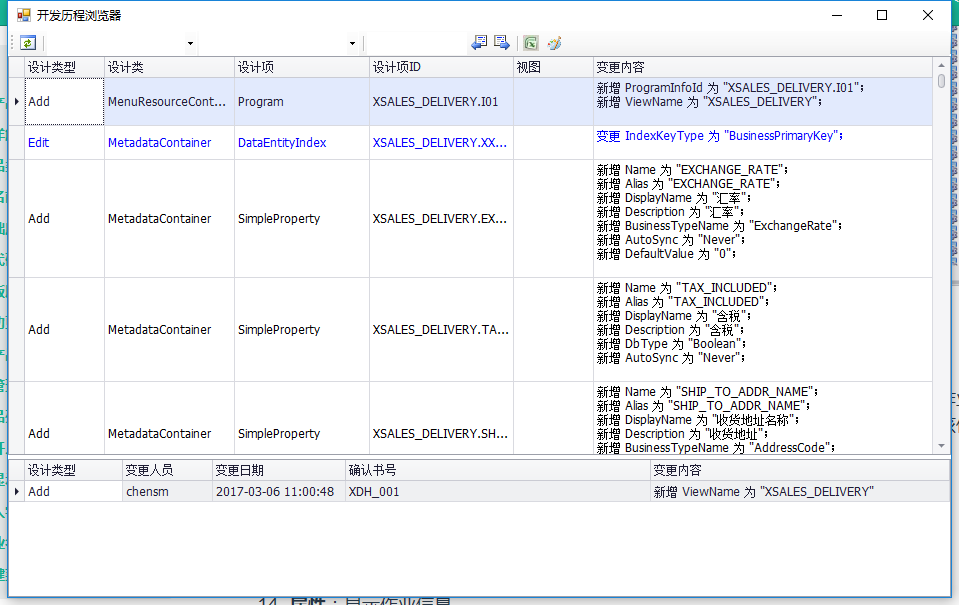 开发历程浏览器
设计类型 设计类 设计项 设计项ID 视图 变更内容
Add MenuResourceCont... Program XSALES_DELIVERY.I01
新增 ProgramInfoId 为 "XSALES_DELIVERY.I01";
新增 ViewName 为 "XSALES_DELIVERY";
Edit MetadataContainer DataEntityIndex XSALES_DELIVERY.XX...
变更 IndexKeyType 为 "BusinessPrimaryKey";
Add MetadataContainer SimpleProperty XSALES_DELIVERY.EX...
新增 Name 为 "EXCHANGE_RATE";
新增 Alias 为 "EXCHANGE_RATE";
新增 DisplayName 为 "汇率";
新增 Description 为 "汇率";
新增 BusinessTypeName 为 "ExchangeRate";
新增 AutoSync 为 "Never";
新增 DefaultValue 为 "0";
Add MetadataContainer SimpleProperty XSALES_DELIVERY.TA...
新增 Name 为 "TAX_INCLUDED";
新增 Alias 为 "TAX_INCLUDED";
新增 DisplayName 为 "含税";
新增 Description 为 "含税";
新增 DbType 为 "Boolean";
新增 AutoSync 为 "Never";
Add MetadataContainer SimpleProperty XSALES_DELIVERY.SH...
新增 Name 为 "SHIP_TO_ADDR_NAME";
新增 Alias 为 "SHIP_TO_ADDR_NAME";
新增 DisplayName 为 "收货地址名称";
新增 Description 为 "收货地址";
新增 BusinessTypeName 为 "AddressCode";
设计类型 变更人员 变更日期 确认书号 变更内容
Add chensm 2017-03-06 11:00:48 XDH_001 新增 ViewName 为 "XSALES_DELIVERY"